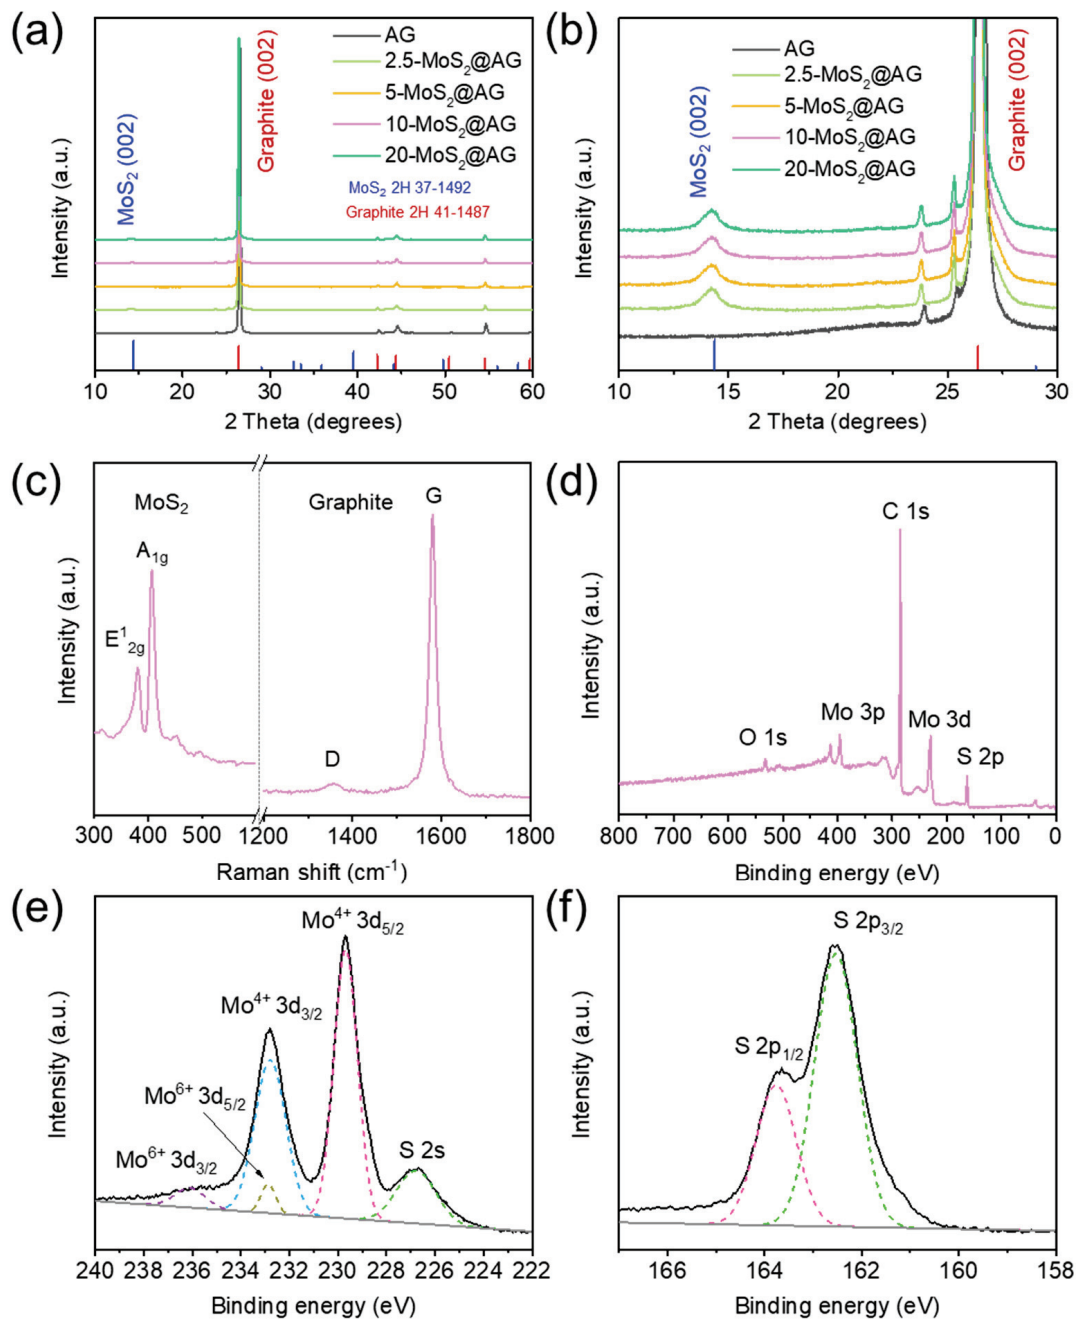 (a)
Intensity (a.u.)
MoS₂ (002)
Graphite (002)
AG
2.5-MoS₂@AG
5-MoS₂@AG
10-MoS₂@AG
20-MoS₂@AG
MoS₂ 2H 37-1492
Graphite 2H 41-1487
10 20 30 40 50 60
2 Theta (degrees)
(b)
Intensity (a.u.)
MoS₂ (002)
AG
2.5-MoS₂@AG
5-MoS₂@AG
10-MoS₂@AG
20-MoS₂@AG
Graphite (002)
10 15 20 25 30
2 Theta (degrees)
(c)
Intensity (a.u.)
MoS₂
Graphite
G
A₁g
E¹₂g
D
300 400 500 1200 1400 1600 1800
Raman shift (cm⁻¹)
(d)
Intensity (a.u.)
C 1s
O 1s
Mo 3p
Mo 3d
S 2p
800 700 600 500 400 300 200 100 0
Binding energy (eV)
(e)
Intensity (a.u.)
Mo⁴⁺ 3d5/2
Mo⁴⁺ 3d3/2
Mo⁶⁺ 3d5/2
Mo⁶⁺ 3d3/2
S 2s
240 238 236 234 232 230 228 226 224 222
Binding energy (eV)
(f)
Intensity (a.u.)
S 2p3/2
S 2p1/2
166 164 162 160 158
Binding energy (eV)